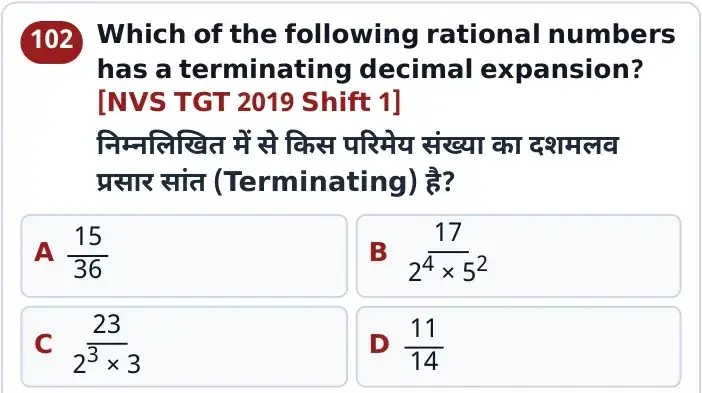 102 Which of the following rational numbers
has a terminating decimal expansion?
[NVS TGT 2019 Shift 1]
निम्नलिखित में से किस परिमेय संख्या का दशमलव
प्रसार सांत (Terminating) है?
A 15/36
B 17/(2⁴ × 5²)
C 23/(2³ × 3)
D 11/14